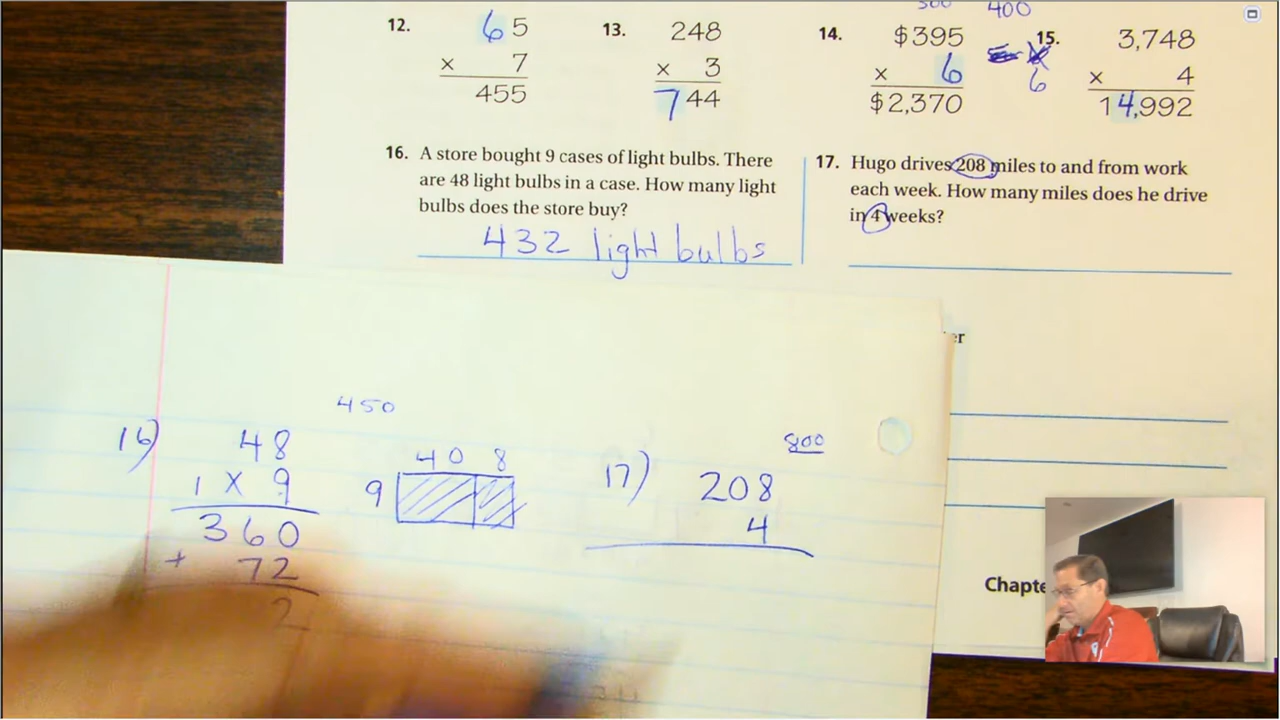 400
12. 65
x 7
455
13. 248
x 3
744
14. $395
x 6
$2,370
6
15. 3,748
x 4
14,992
16. A store bought 9 cases of light bulbs. There
are 48 light bulbs in a case. How many light
bulbs does the store buy?
432 light bulbs
17. Hugo drives 208 miles to and from work
each week. How many miles does he drive
in 4 weeks?
er
450
16) 48
1 x 9
360
+ 72
2
40 8
9
800
17) 208
4
Chapte